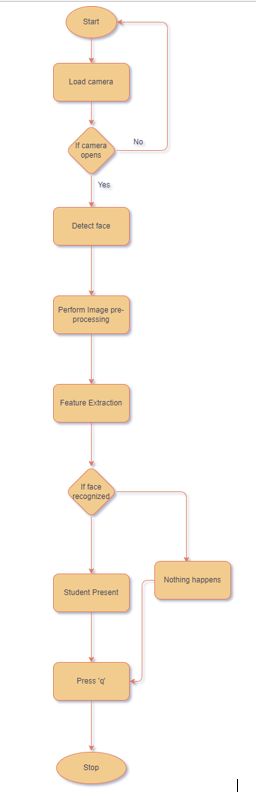 Start
Load camera
If camera
opens
No
Yes
Detect face
Perform Image pre-
processing
Feature Extraction
If face
recognized
Nothing happens
Student Present
Press 'q'
Stop